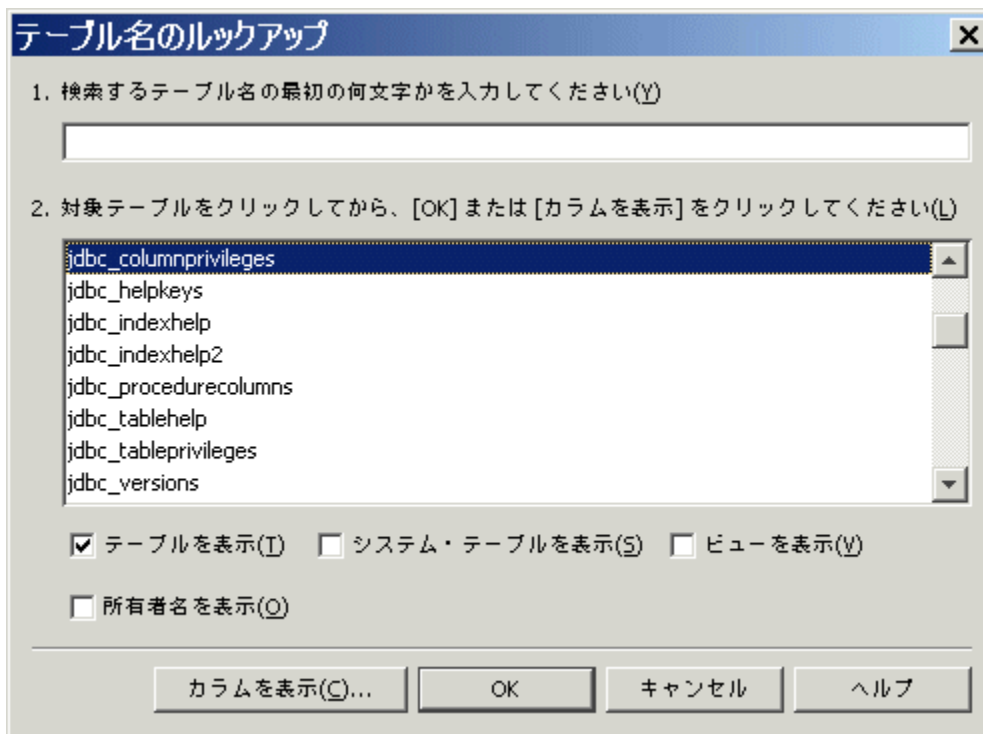 テーブル名のルックアップ
1. 検索するテーブル名の最初の何文字かを入力してください(Y)
2. 対象テーブルをクリックしてから、[OK] または [カラムを表示] をクリックしてください(L)
jdbc_columnprivileges
jdbc_helpkeys
jdbc_indexhelp
jdbc_indexhelp2
jdbc_procedurecolumns
jdbc_tablehelp
jdbc_tableprivileges
jdbc_versions
テーブルを表示(T) システム・テーブルを表示(S) ビューを表示(V)
所有者名を表示(O)
カラムを表示(C)... OK キャンセル ヘルプ